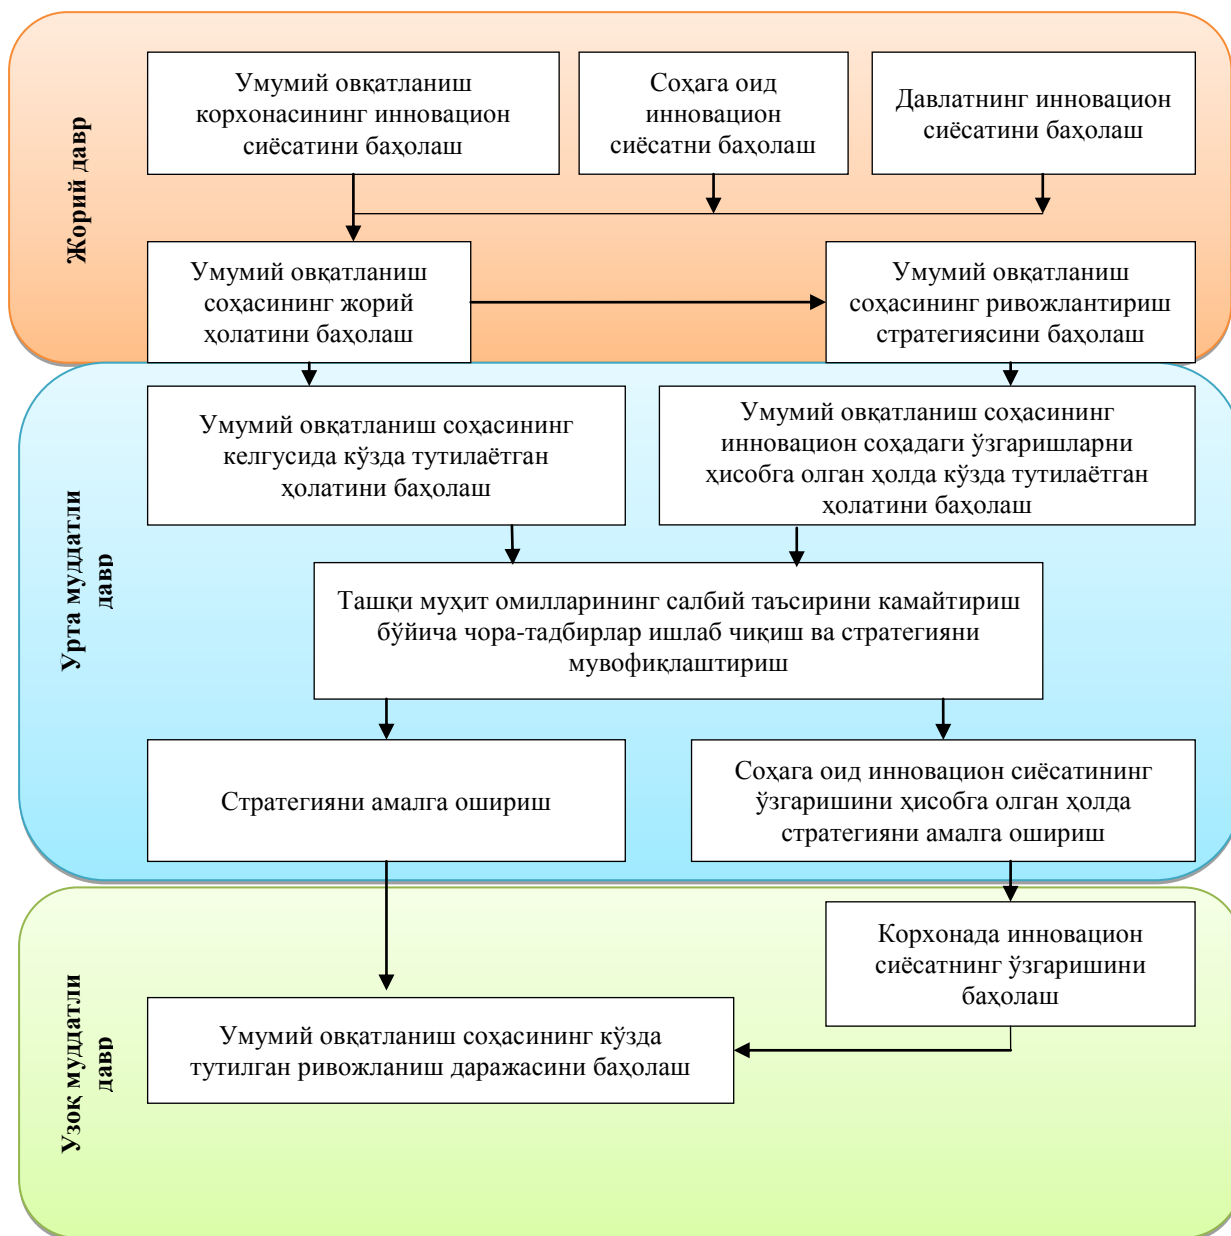 Жорий давр
Умумий овқатланиш
корхонасининг инновацион
сиёсатини баҳолаш
Соҳага оид
инновацион
сиёсатни баҳолаш
Давлатнинг инновацион
сиёсатини баҳолаш
Умумий овқатланиш
соҳасининг жорий
ҳолатини баҳолаш
Умумий овқатланиш
соҳасининг ривожлантириш
стратегиясини баҳолаш
Урта муддатли
давр
Умумий овқатланиш соҳасининг
келгусида кўзда тутилаётган
ҳолатини баҳолаш
Умумий овқатланиш соҳасининг
инновацион соҳадаги ўзгаришларни
ҳисобга олган ҳолда кўзда тутилаётган
ҳолатини баҳолаш
Ташқи муҳит омилларининг салбий таъсирини камайтириш
бўйича чора-тадбирлар ишлаб чиқиш ва стратегияни
мувофиқлаштириш
Стратегияни амалга ошириш
Соҳага оид инновацион сиёсатининг
ўзгаришини ҳисобга олган ҳолда
стратегияни амалга ошириш
Узоқ муддатли
давр
Корхонада инновацион
сиёсатнинг ўзгаришини
баҳолаш
Умумий овқатланиш соҳасининг кўзда
тутилган ривожланиш даражасини баҳолаш